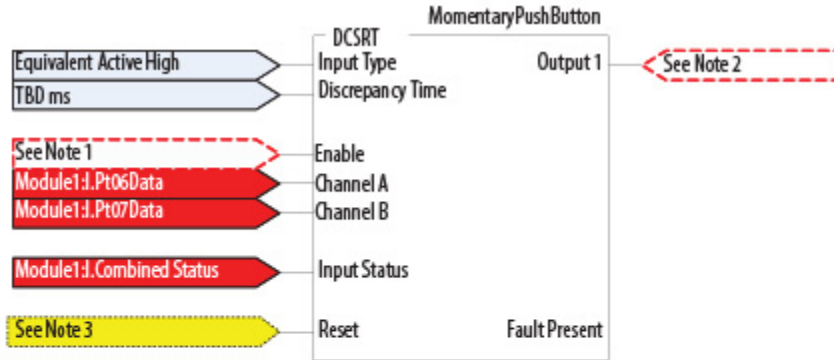 MomentaryPushButton
DCSRT
Equivalent Active High
Input Type
Output 1
See Note 2
TBD ms
Discrepancy Time
See Note 1
Enable
Module1:I.Pt06Data
Channel A
Module1:I.Pt07Data
Channel B
Module1:I.Combined Status
Input Status
See Note 3
Reset
Fault Present